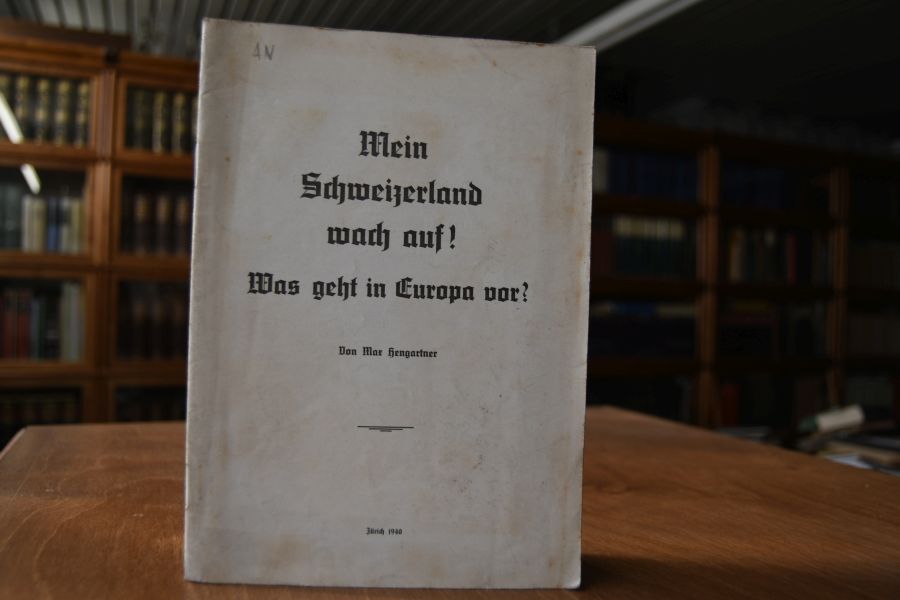 AN
Mein
Schweizerland
wach auf!
Was geht in Europa vor?
Von Max Hengartner
Zürich 1940